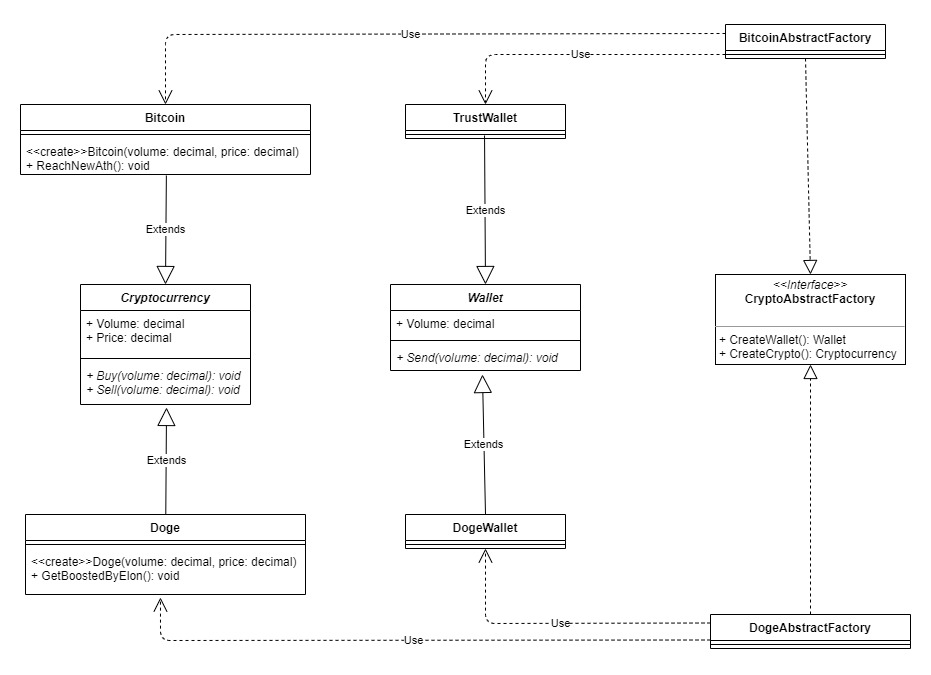 Use
BitcoinAbstractFactory
Use
Bitcoin
<<create>>Bitcoin(volume: decimal, price: decimal)
+ ReachNewAth(): void
TrustWallet
Extends
Extends
Cryptocurrency
+ Volume: decimal
+ Price: decimal
+ Buy(volume: decimal): void
+ Sell(volume: decimal): void
Wallet
+ Volume: decimal
+ Send(volume: decimal): void
<<Interface>>
CryptoAbstractFactory
+ CreateWallet(): Wallet
+ CreateCrypto(): Cryptocurrency
Extends
Extends
Doge
<<create>>Doge(volume: decimal, price: decimal)
+ GetBoostedByElon(): void
DogeWallet
Use
DogeAbstractFactory
Use